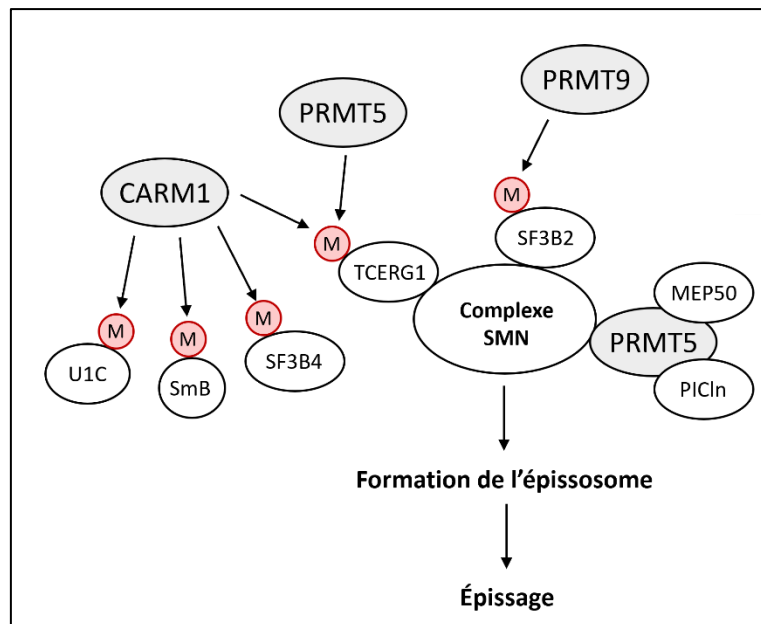 PRMT9
PRMT5
CARM1
M
M
SF3B2
TCERG1
MEP50
Complexe
SMN
PRMT5
M
M
M
U1C
SmB
SF3B4
PICln
Formation de l'épissosome
Épissage